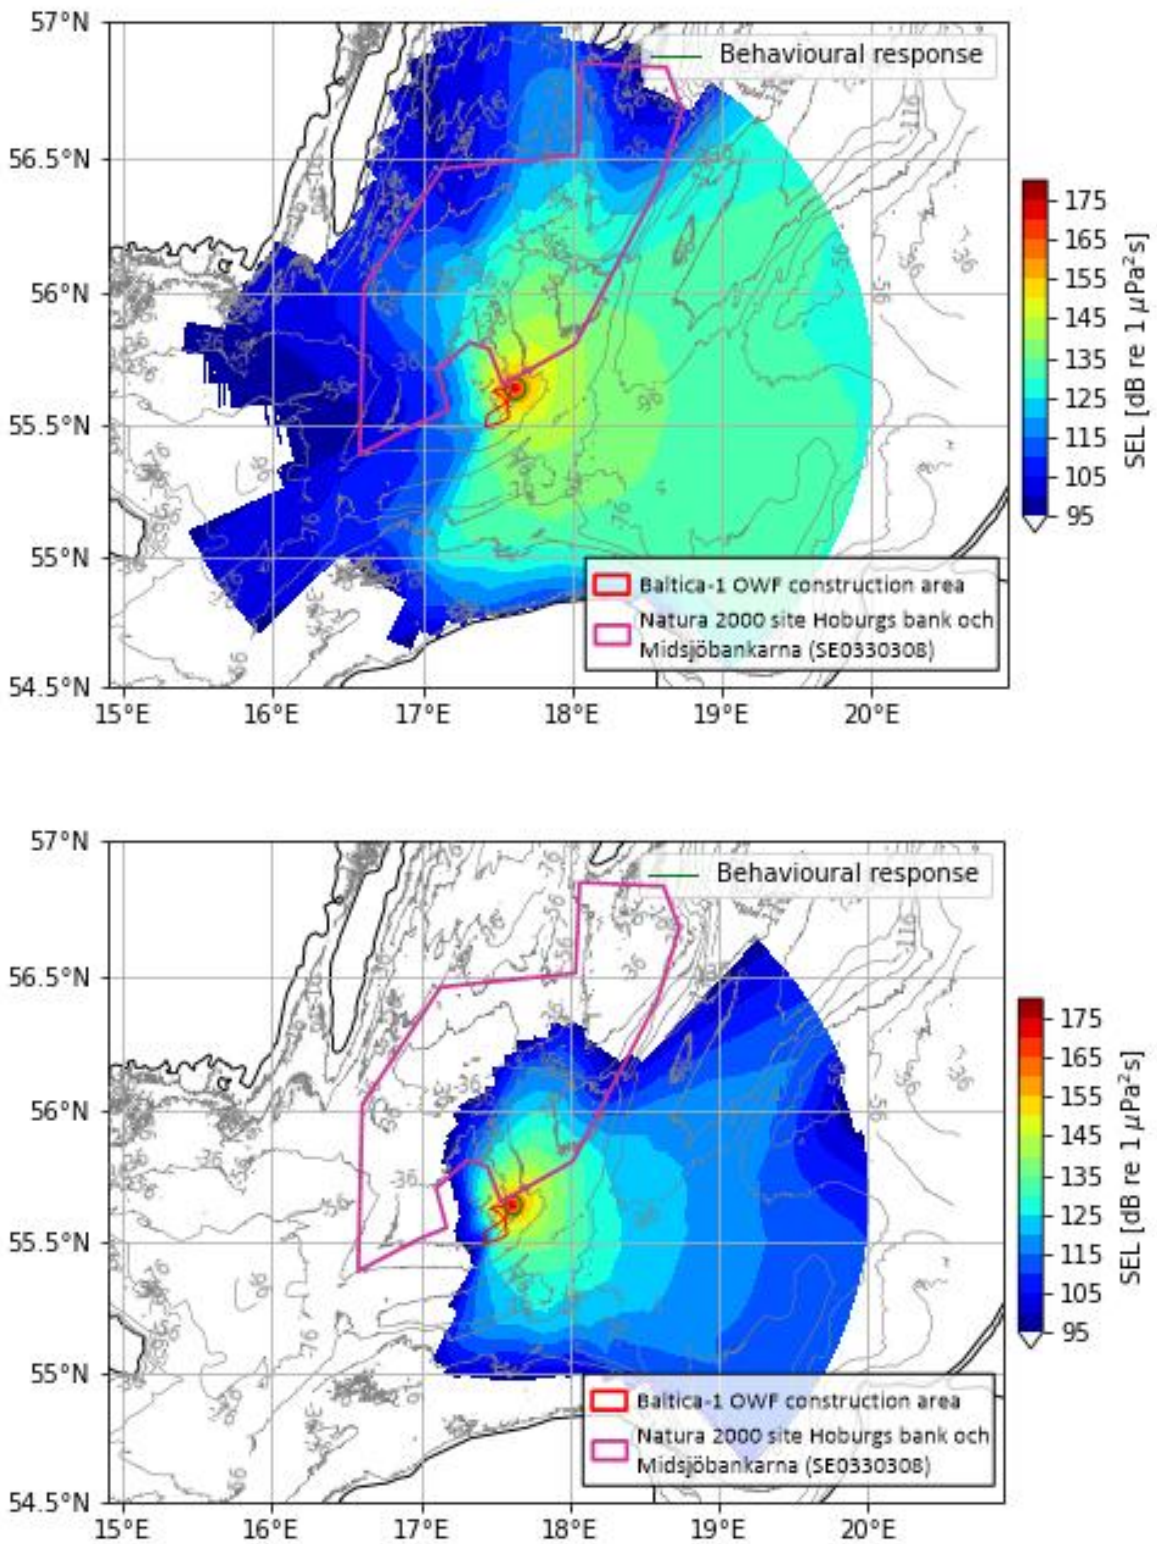 57°N
56.5°N
56°N
55.5°N
55°N
54.5°N
15°E 16°E 17°E 18°E 19°E 20°E
Behavioural response
Baltica-1 OWF construction area
Natura 2000 site Hoburgs bank och
Midsjöbankarna (SE0330308)
175
165
155
145
135
125
115
105
95
SEL [dB re 1 μPa²s]
57°N
56.5°N
56°N
55.5°N
55°N
54.5°N
15°E 16°E 17°E 18°E 19°E 20°E
Behavioural response
Baltica-1 OWF construction area
Natura 2000 site Hoburgs bank och
Midsjöbankarna (SE0330308)
175
165
155
145
135
125
115
105
95
SEL [dB re 1 μPa²s]